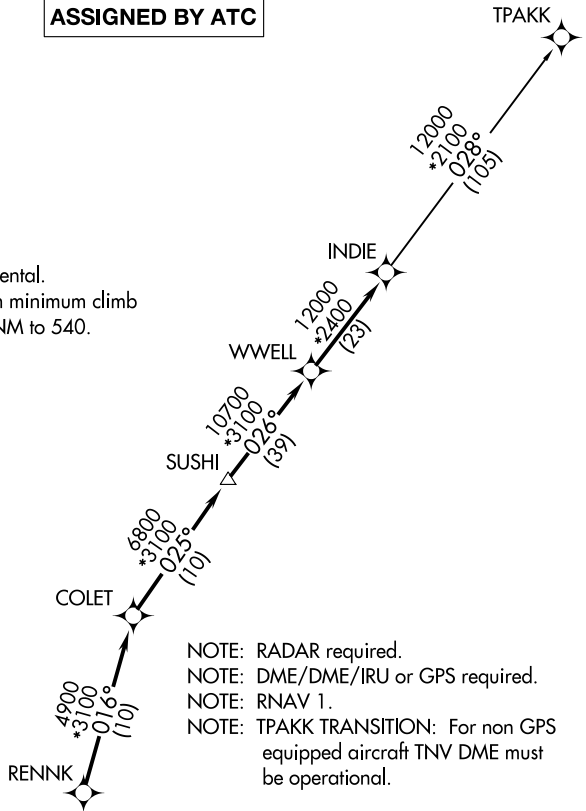 ASSIGNED BY ATC
TPAKK
12000
*2100
028°
(105)
INDIE
ental.
minimum climb
NM to 540.
12000
*2400
(23)
WWELL
10700
*3100
026°
(39)
SUSHI
6800
*3100
025°
(10)
COLET
NOTE: RADAR required.
NOTE: DME/DME/IRU or GPS required.
NOTE: RNAV 1.
NOTE: TPAKK TRANSITION: For non GPS
equipped aircraft TNV DME must
be operational.
4900
*3100
016°
(10)
RENNK